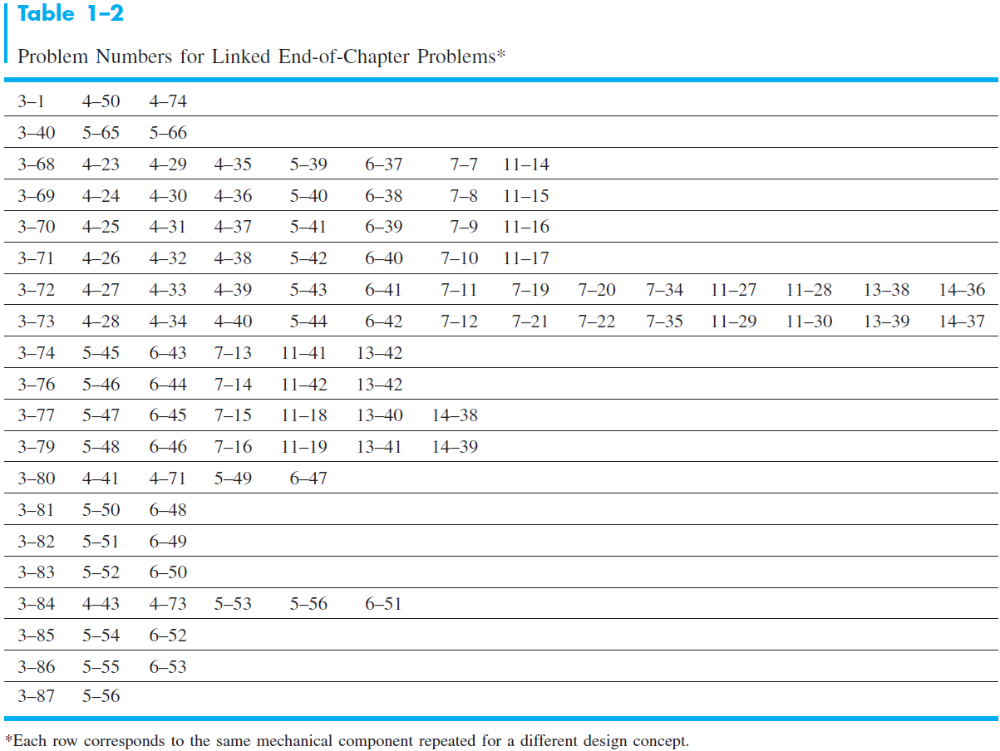 Table 1–2
Problem Numbers for Linked End-of-Chapter Problems*
3–1 4–50 4–74
3–40 5–65 5–66
3–68 4–23 4–29 4–35 5–39 6–37 7–7 11–14
3–69 4–24 4–30 4–36 5–40 6–38 7–8 11–15
3–70 4–25 4–31 4–37 5–41 6–39 7–9 11–16
3–71 4–26 4–32 4–38 5–42 6–40 7–10 11–17
3–72 4–27 4–33 4–39 5–43 6–41 7–11 7–19 7–20 7–34 11–27 11–28 13–38 14–36
3–73 4–28 4–34 4–40 5–44 6–42 7–12 7–21 7–22 7–35 11–29 11–30 13–39 14–37
3–74 5–45 6–43 7–13 11–41 13–42
3–76 5–46 6–44 7–14 11–42 13–42
3–77 5–47 6–45 7–15 11–18 13–40 14–38
3–79 5–48 6–46 7–16 11–19 13–41 14–39
3–80 4–41 4–71 5–49 6–47
3–81 5–50 6–48
3–82 5–51 6–49
3–83 5–52 6–50
3–84 4–43 4–73 5–53 5–56 6–51
3–85 5–54 6–52
3–86 5–55 6–53
3–87 5–56
*Each row corresponds to the same mechanical component repeated for a different design concept.